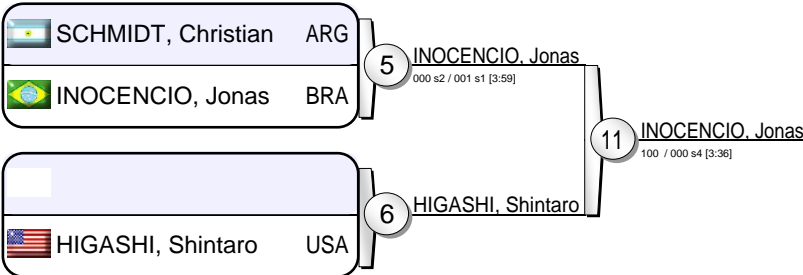 SCHMIDT, Christian ARG
INOCENCIO, Jonas BRA
5
INOCENCIO, Jonas
000 s2 / 001 s1 [3:59]
11
INOCENCIO, Jonas
100 / 000 s4 [3:36]
6
HIGASHI, Shintaro
HIGASHI, Shintaro USA